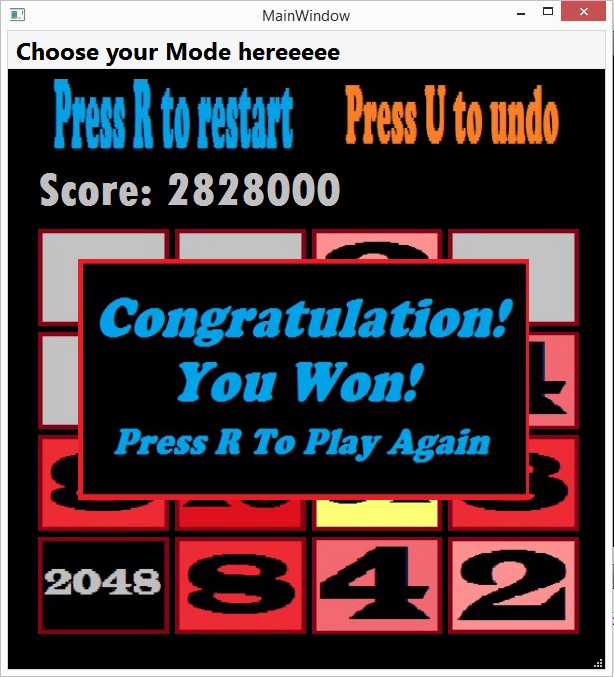 MainWindow
Choose your Mode hereeeee
Press R to restart Press U to undo
Score: 2828000
Congratulation!
You Won!
Press R To Play Again
2048 8 4 2